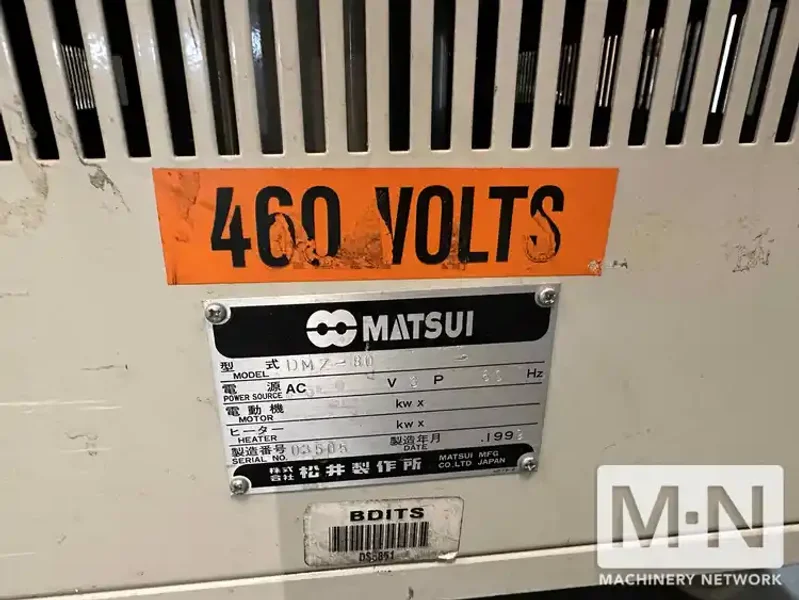 460 VOLTS
MATSUI
型式 MODEL DMZ-80
電源 POWER SOURCE AC V 3 P Hz
電動機 MOTOR kw x
ヒーター HEATER kw x
製造番号 SERIAL NO. 製造年月 DATE .199
株式会社 松井製作所 MATSUI MFG CO.LTD JAPAN
BDITS
M·N
MACHINERY NETWORK